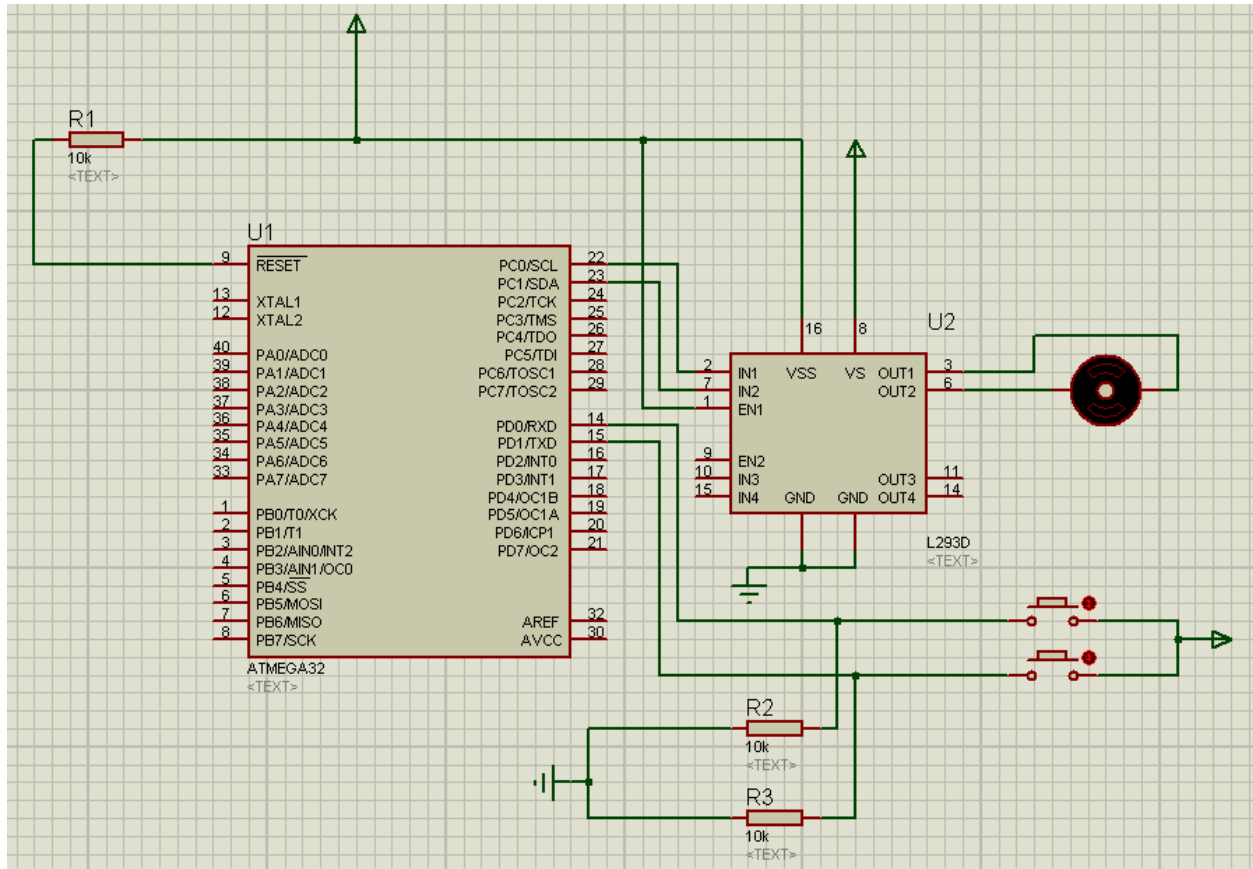 R1
10k
<TEXT>
U1
9 RESET
13 XTAL1
12 XTAL2
40 PA0/ADC0
39 PA1/ADC1
38 PA2/ADC2
37 PA3/ADC3
36 PA4/ADC4
35 PA5/ADC5
34 PA6/ADC6
33 PA7/ADC7
1 PB0/T0/XCK
2 PB1/T1
3 PB2/AIN0/INT2
4 PB3/AIN1/OC0
5 PB4/SS
6 PB5/MOSI
7 PB6/MISO
8 PB7/SCK
PC0/SCL 22
PC1/SDA 23
PC2/TCK 24
PC3/TMS 25
PC4/TDO 26
PC5/TDI 27
PC6/TOSC1 28
PC7/TOSC2 29
PD0/RXD 14
PD1/TXD 15
PD2/INT0 16
PD3/INT1 17
PD4/OC1B 18
PD5/OC1A 19
PD6/ICP1 20
PD7/OC2 21
AREF 32
AVCC 30
ATMEGA32
<TEXT>
U2
16 8
2 IN1 VSS VS OUT1 3
7 IN2 OUT2 6
1 EN1
9 EN2
10 IN3 OUT3 11
15 IN4 GND GND OUT4 14
L293D
<TEXT>
R2
10k
<TEXT>
R3
10k
<TEXT>